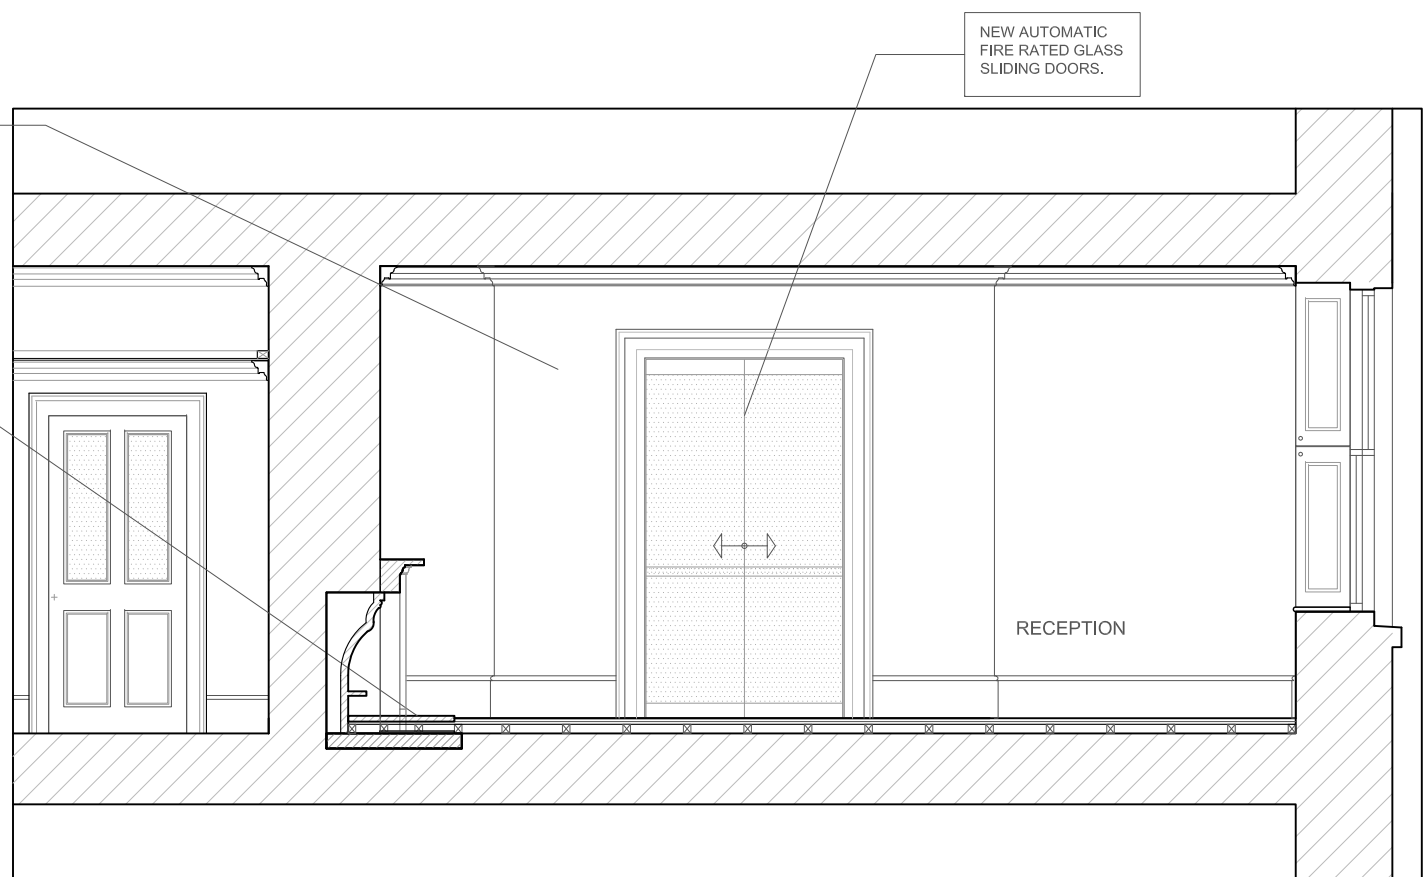 NEW AUTOMATIC
FIRE RATED GLASS
SLIDING DOORS.
RECEPTION